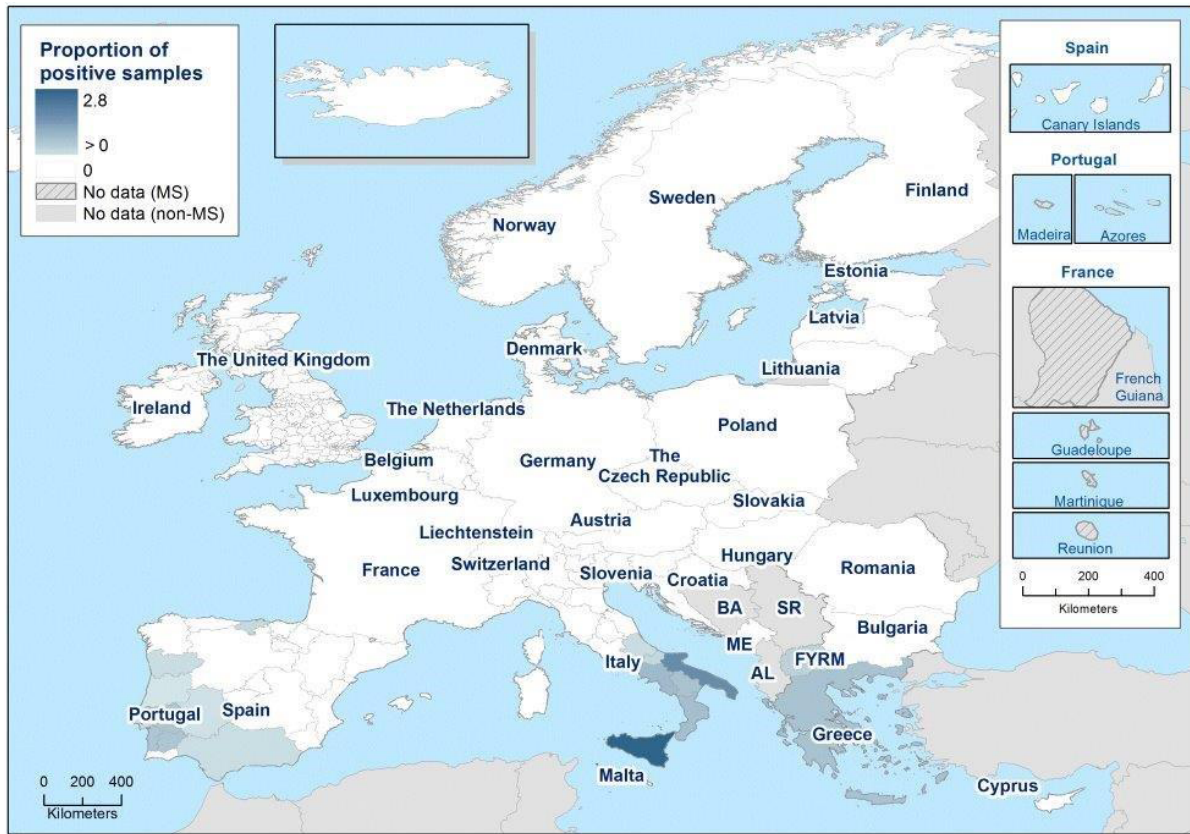 Proportion of
positive samples
2.8
> 0
0
No data (MS)
No data (non-MS)
Spain
Canary Islands
Portugal
Madeira
Azores
France
French
Guiana
Guadeloupe
Martinique
Reunion
0 200 400
Kilometers
Norway
Sweden
Finland
Estonia
Latvia
Lithuania
Denmark
The United Kingdom
Ireland
The Netherlands
Poland
Belgium
Germany
The
Czech Republic
Luxembourg
Slovakia
Austria
Liechtenstein
Switzerland
France
Hungary
Slovenia
Romania
Croatia
BA
SR
Bulgaria
ME
Italy
AL
FYRM
Portugal
Spain
Greece
Malta
Cyprus
0 200 400
Kilometers